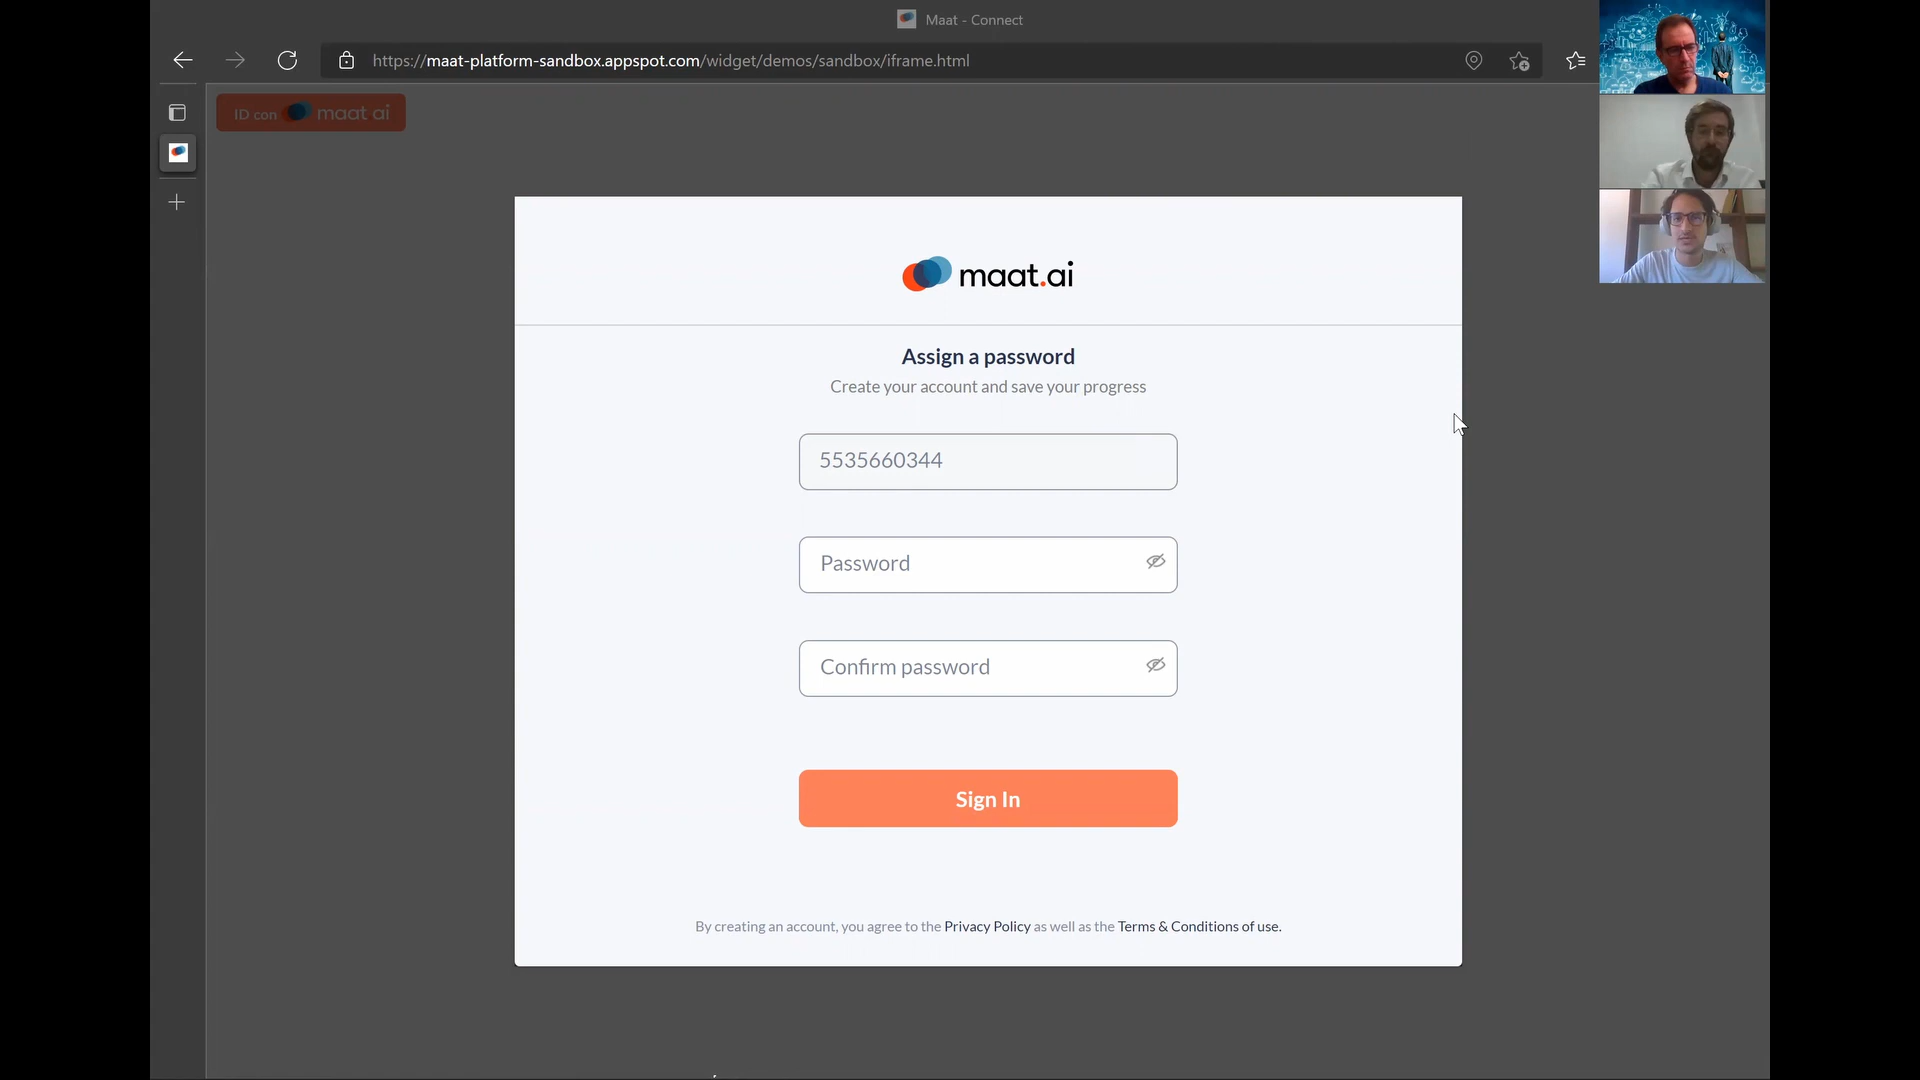 Maat - Connect
https://maat-platform-sandbox.appspot.com/widget/demos/sandbox/iframe.html
ID con maat ai
maat.ai
Assign a password
Create your account and save your progress
5535660344
Password
Confirm password
Sign In
By creating an account, you agree to the Privacy Policy as well as the Terms & Conditions of use.